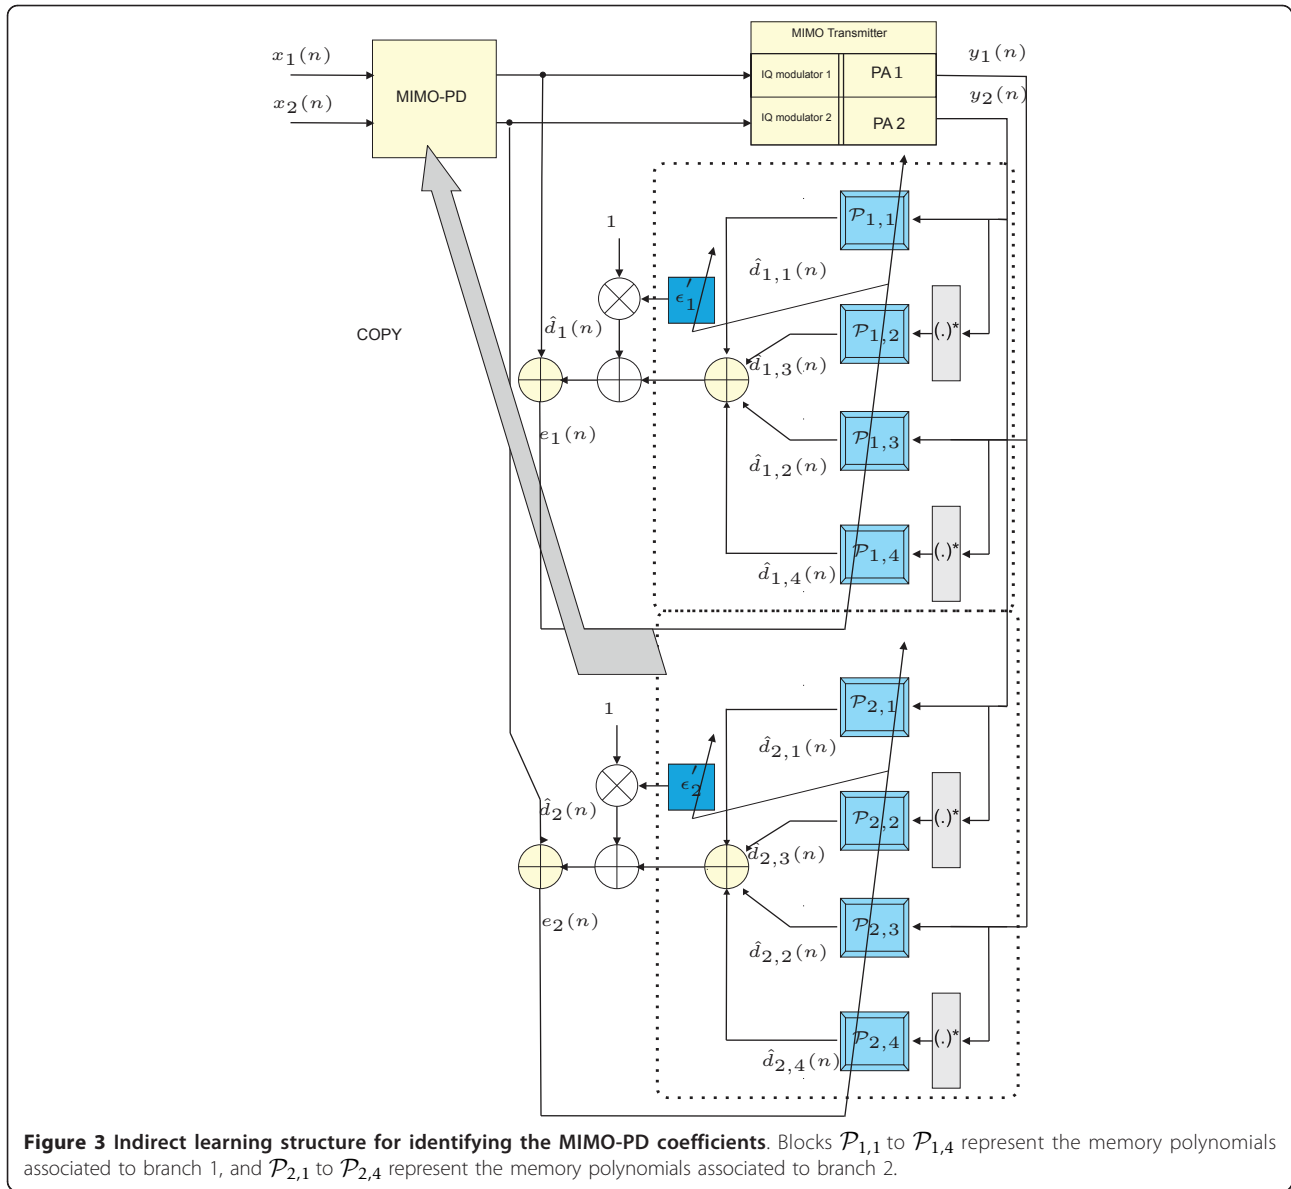 x₁(n)
x₂(n)
MIMO-PD
MIMO Transmitter
IQ modulator 1
PA 1
IQ modulator 2
PA 2
y₁(n)
y₂(n)
𝒫₁,₁
1
d̂₁,₁(n)
ϵ₁′
𝒫₁,₂
(.)*
d̂₁(n)
COPY
d̂₁,₃(n)
e₁(n)
𝒫₁,₃
d̂₁,₂(n)
𝒫₁,₄
(.)*
d̂₁,₄(n)
𝒫₂,₁
1
d̂₂,₁(n)
ϵ₂′
d̂₂(n)
𝒫₂,₂
(.)*
d̂₂,₃(n)
e₂(n)
𝒫₂,₃
d̂₂,₂(n)
𝒫₂,₄
(.)*
d̂₂,₄(n)
Figure 3 Indirect learning structure for identifying the MIMO-PD coefficients. Blocks 𝒫₁,₁ to 𝒫₁,₄ represent the memory polynomials
associated to branch 1, and 𝒫₂,₁ to 𝒫₂,₄ represent the memory polynomials associated to branch 2.